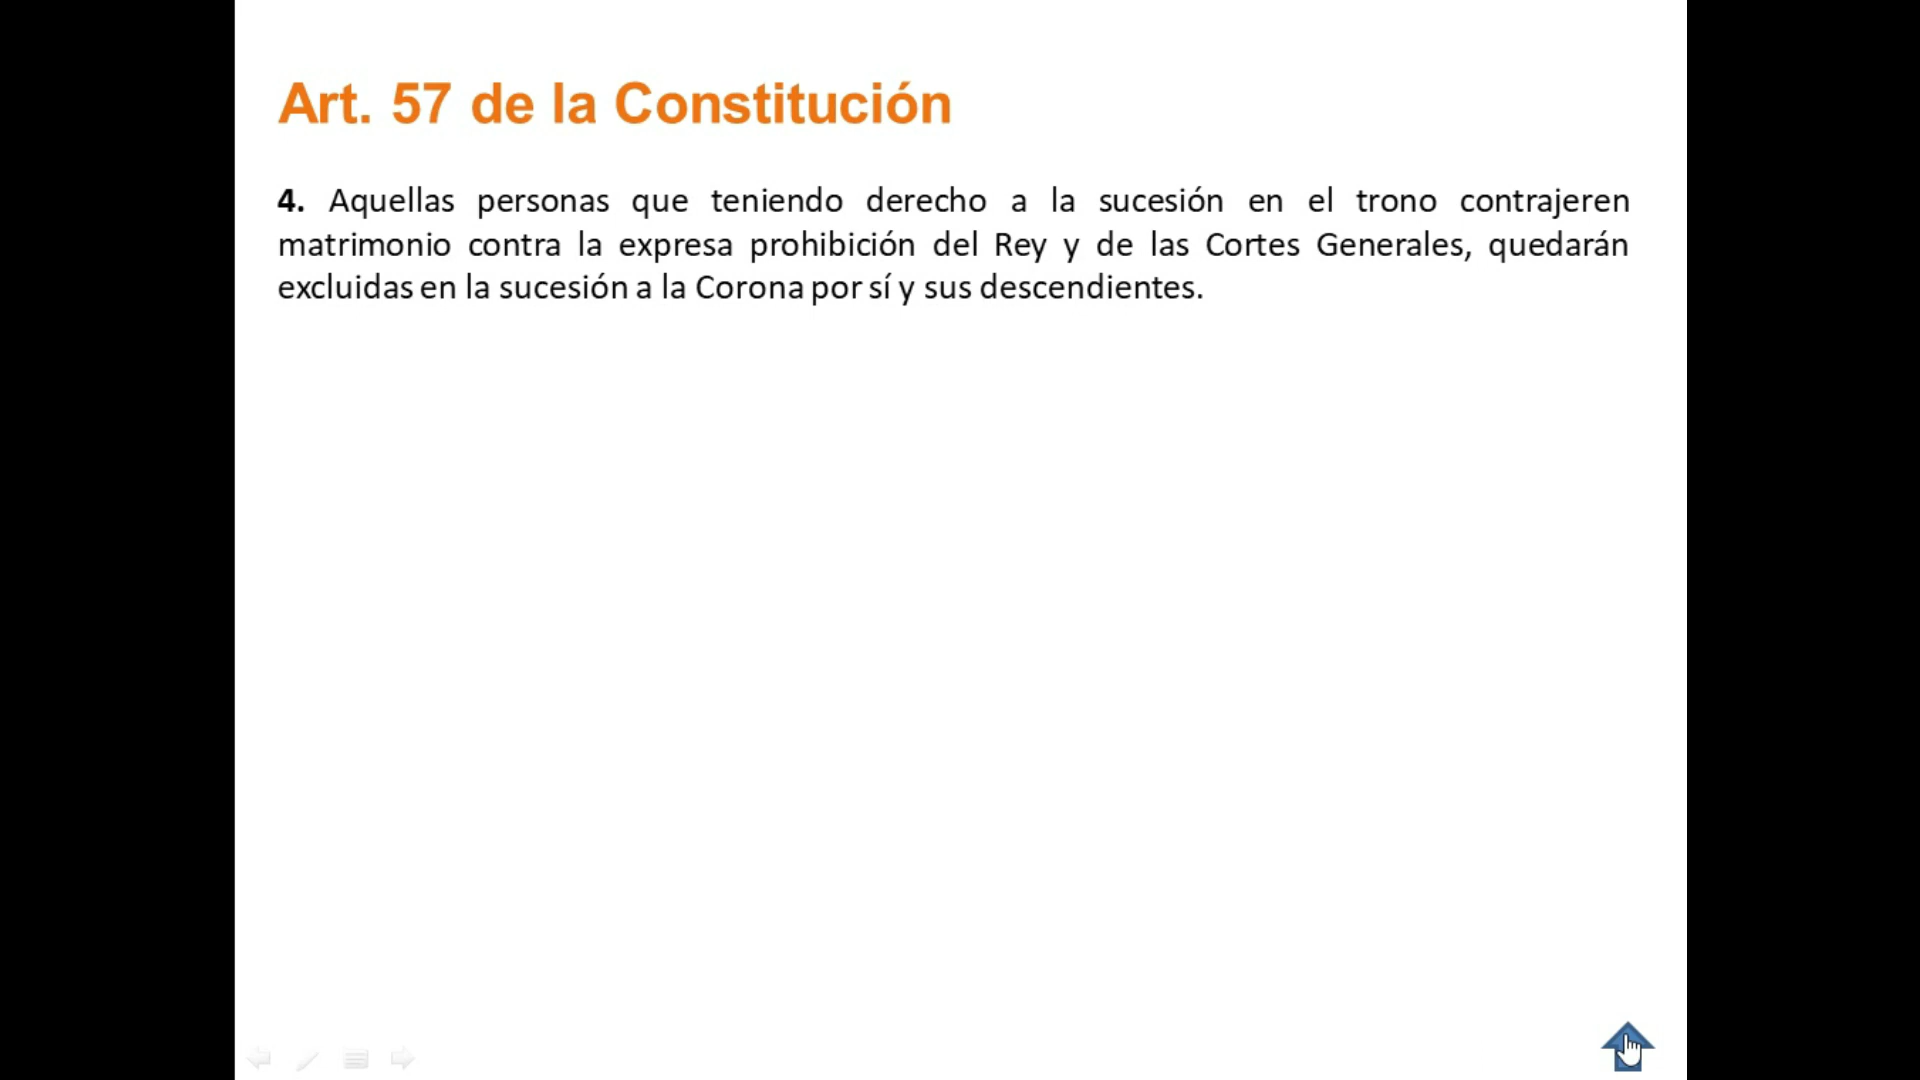 Art. 57 de la Constitución
4. Aquellas personas que teniendo derecho a la sucesión en el trono contrajeren
matrimonio contra la expresa prohibición del Rey y de las Cortes Generales, quedarán
excluidas en la sucesión a la Corona por sí y sus descendientes.